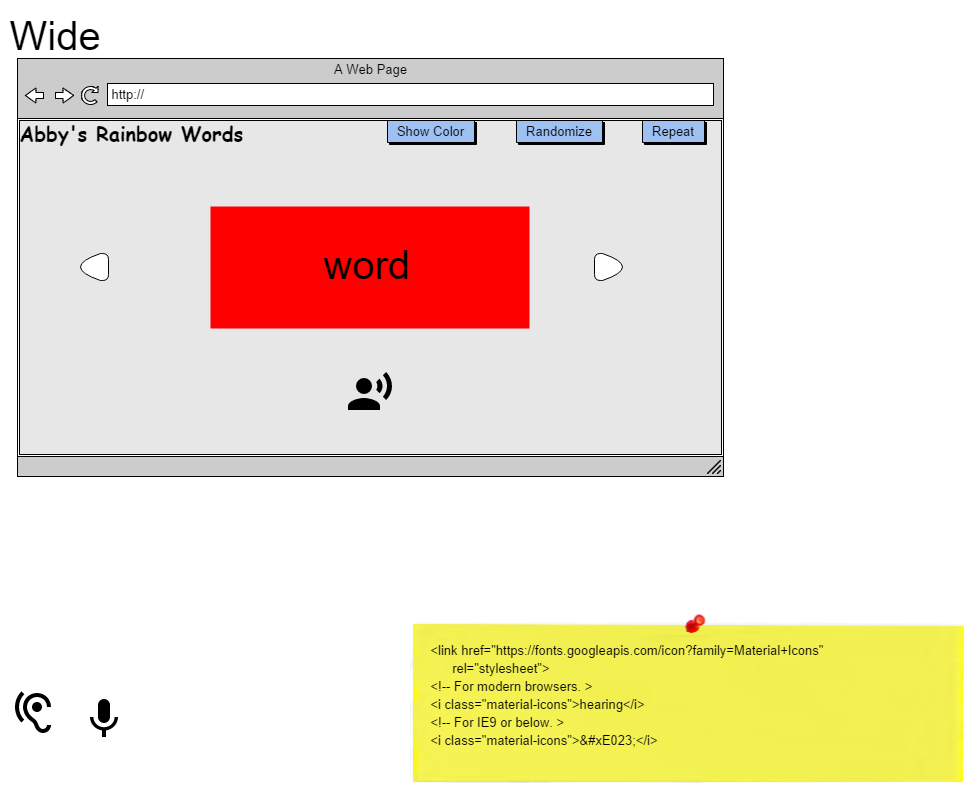 Wide
A Web Page
http://
Abby's Rainbow Words
Show Color
Randomize
Repeat
word
<link href="https://fonts.googleapis.com/icon?family=Material+Icons"
rel="stylesheet">
<!-- For modern browsers. >
<i class="material-icons">hearing</i>
<!-- For IE9 or below. >
<i class="material-icons">&#xE023;</i>